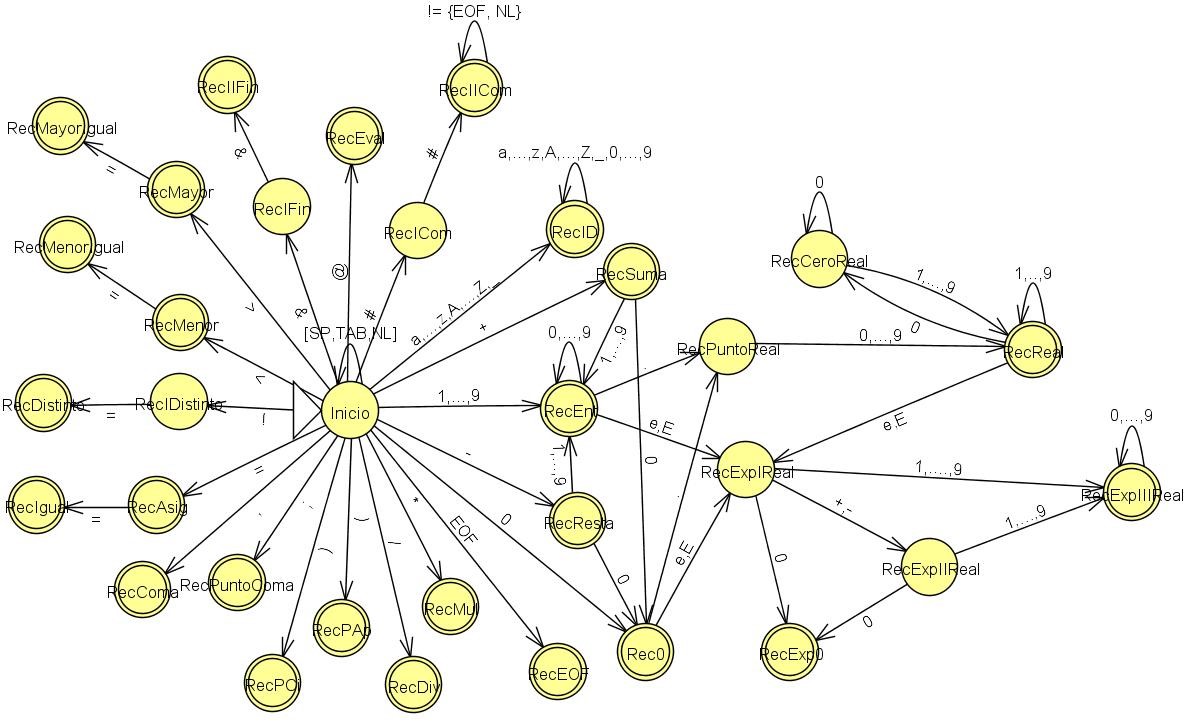 != {EOF, NL}
RecIIFin
RecIICom
RecMayorIgual
RecEval
&
#
=
a,...,z,A,...,Z,_,0,...,9
RecMayor
RecIFin
0
RecICom
RecID
RecMenorIgual
RecCeroReal
RecSuma
@
1,...,9
1,...,9
=
>
&
#
a,...,z,A,...,Z,_
+
RecMenor
[SP,TAB,NL]
0,...,9
1,...,9
.
0
0,...,9
RecPuntoReal
RecReal
<
RecDistinto
=
RecIDistinto
!
Inicio
1,...,9
RecEnt
e,E
e,E
0,...,9
=
-
1,...,9
0
RecExpIReal
1,...,9
RecIgual
=
RecAsig
,
;
(
)
/
*
EOF
0
RecResta
.
+,-
RecExpIIIReal
1,...,9
e,E
0
0
RecExpIIReal
RecComa
RecPuntoComa
RecMul
0
RecPAp
Rec0
RecExp0
RecPCi
RecDiv
RecEOF